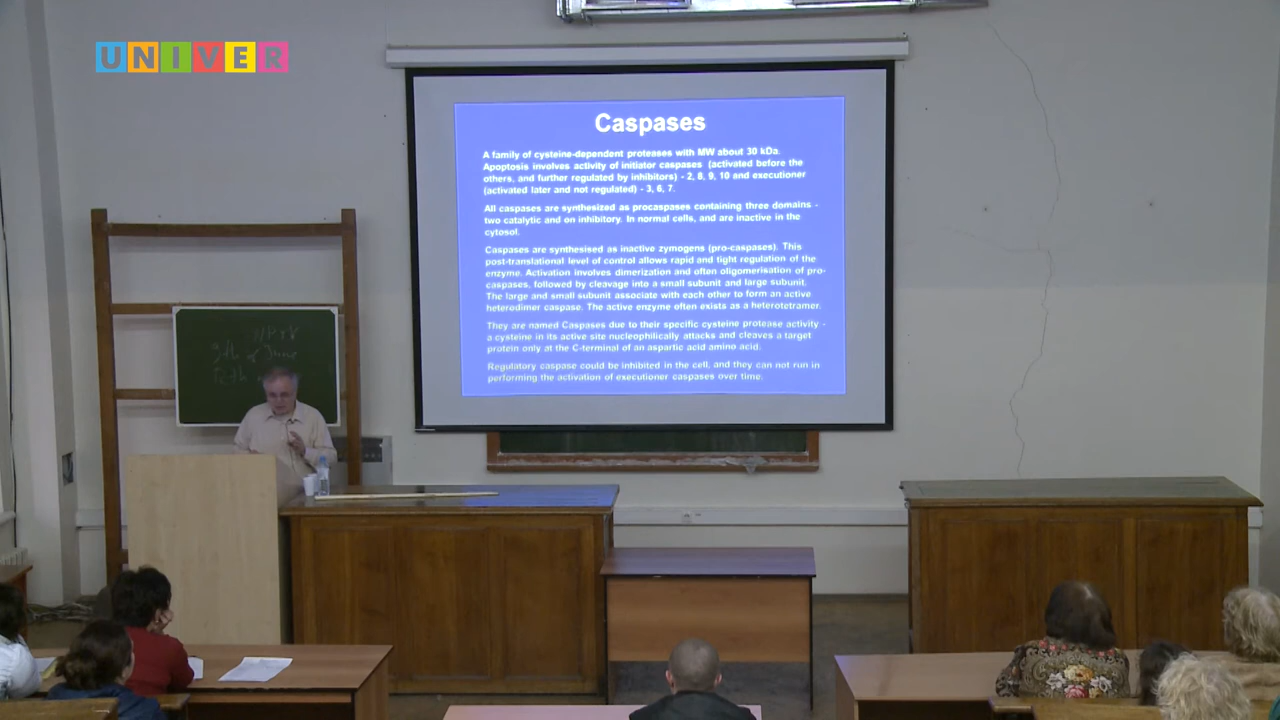 UNIVER
Caspases
A family of cysteine-dependent proteases with MW about 30 kDa.
Apoptosis involves activity of initiator caspases (activated before the
others, and further regulated by inhibitors) - 2, 8, 9, 10 and executioner
(activated later and not regulated) - 3, 6, 7.
All caspases are synthesized as procaspases containing three domains -
two catalytic and on inhibitory. In normal cells, and are inactive in the
cytosol.
Caspases are synthesised as inactive zymogens (pro-caspases). This
post-translational level of control allows rapid and tight regulation of the
enzyme. Activation involves dimerization and often oligomerisation of pro-
caspases, followed by cleavage into a small subunit and large subunit.
The large and small subunit associate with each other to form an active
heterodimer caspase. The active enzyme often exists as a heterotetramer.
They are named Caspases due to their specific cysteine protease activity -
a cysteine in its active site nucleophilically attacks and cleaves a target
protein only at the C-terminal of an aspartic acid amino acid.
Regulatory caspase could be inhibited in the cell, and they can not run in
performing the activation of executioner caspases over time.